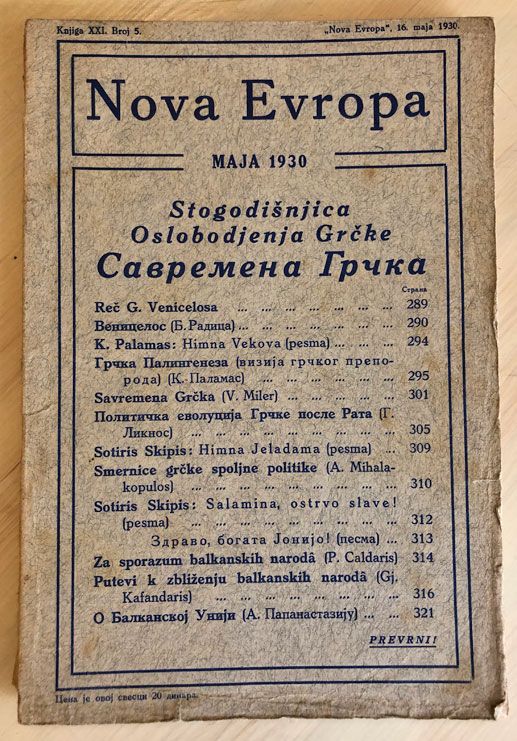 Knjiga XXI. Broj 5.
„Nova Evropa", 16. maja 1930.
Nova Evropa
MAJA 1930
Stogodišnjica
Oslobodjenja Grčke
Савремена Грчка
Страна
Reč G. Venicelosa ... ... ... ... ... ... ... 289
Веницелос (Б. Радица) ... ... ... ... ... ... ... 290
K. Palamas: Himna Vekova (pesma) ... ... ... 294
Грчка Палингенеза (визија грчког препо-
рода) (К. Паламас) ... ... ... ... ... ... 295
Savremena Grčka (V. Miler) ... ... ... ... ... 301
Политичка еволуција Грчке после Рата (Г.
Ликнос) ... ... ... ... ... ... ... ... 305
Sotiris Skipis: Himna Jeladama (pesma) ... 309
Smernice grčke spoljne politike (A. Mihala-
kopulos) ... ... ... ... ... ... ... ... 310
Sotiris Skipis: Salamina, ostrvo slave!
(pesma) ... ... ... ... ... ... ... ... 312
Здраво, богата Јонијо! (песма) ... ... 313
Za sporazum balkanskih narodâ (P. Caldaris) 314
Putevi k zbliženju balkanskih narodâ (Gj.
Kafandaris) ... ... ... ... ... ... ... 316
О Балканској Унији (А. Папанастазију) ... ... 321
PREVRNI!
Цена је овој свесци 20 динара.